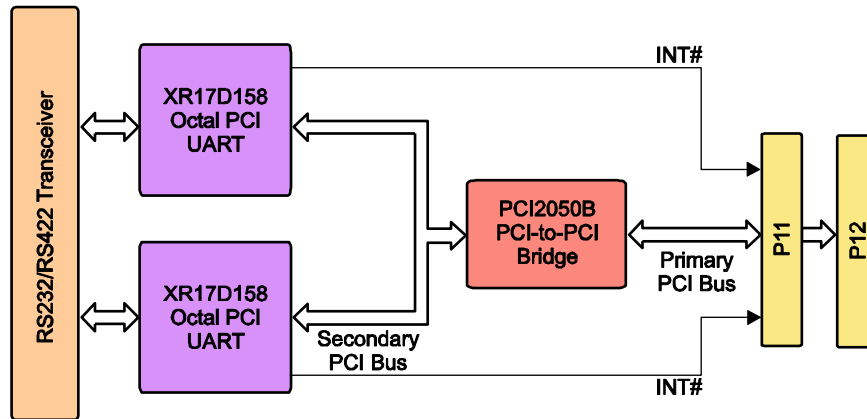 RS232/RS422 Transceiver
XR17D158
Octal PCI
UART
INT#
XR17D158
Octal PCI
UART
Secondary
PCI Bus
PCI2050B
PCI-to-PCI
Bridge
Primary
PCI Bus
INT#
P11
P12